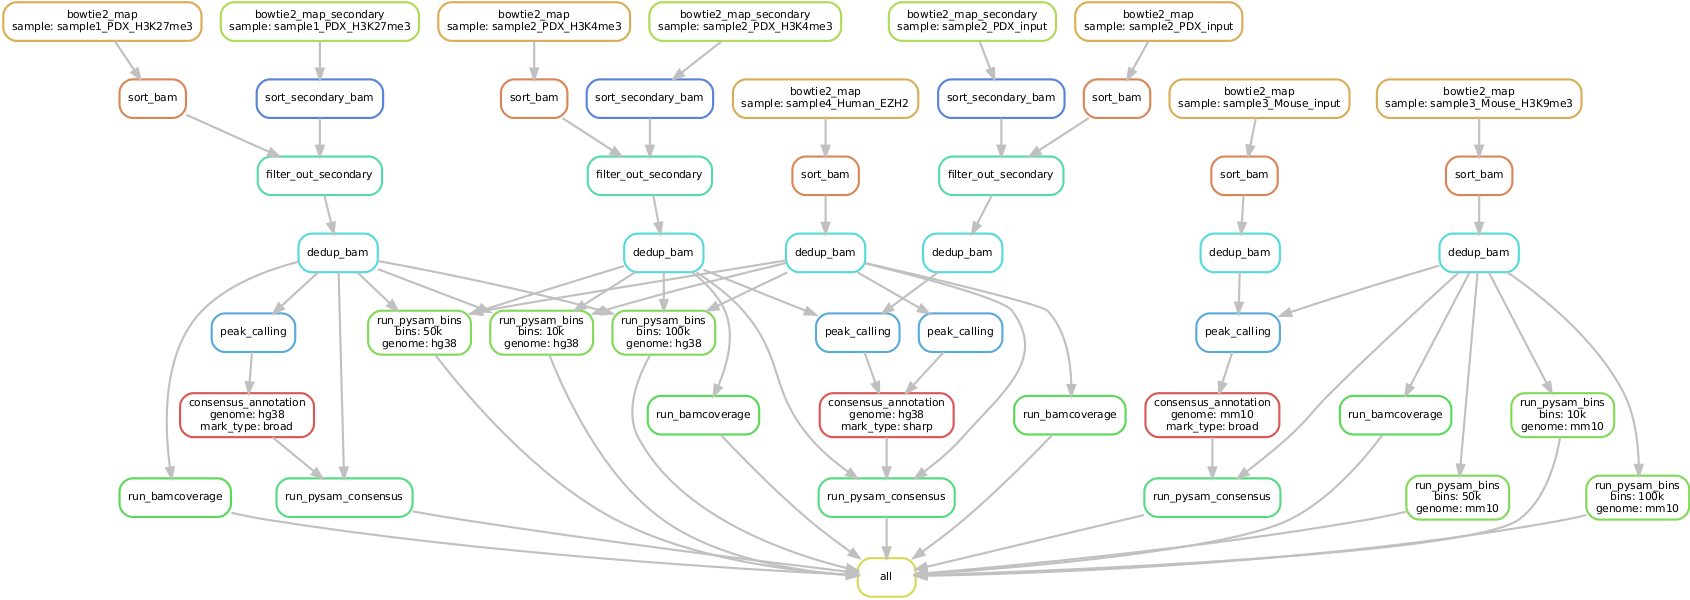 bowtie2_map
sample: sample1_PDX_H3K27me3
bowtie2_map_secondary
sample: sample1_PDX_H3K27me3
bowtie2_map
sample: sample2_PDX_H3K4me3
bowtie2_map_secondary
sample: sample2_PDX_H3K4me3
bowtie2_map_secondary
sample: sample2_PDX_input
bowtie2_map
sample: sample2_PDX_input
sort_bam
sort_secondary_bam
sort_bam
sort_secondary_bam
bowtie2_map
sample: sample4_Human_EZH2
sort_secondary_bam
sort_bam
bowtie2_map
sample: sample3_Mouse_input
bowtie2_map
sample: sample3_Mouse_H3K9me3
filter_out_secondary
filter_out_secondary
sort_bam
filter_out_secondary
sort_bam
sort_bam
dedup_bam
dedup_bam
dedup_bam
dedup_bam
dedup_bam
dedup_bam
peak_calling
run_pysam_bins
bins: 50k
genome: hg38
run_pysam_bins
bins: 10k
genome: hg38
run_pysam_bins
bins: 100k
genome: hg38
peak_calling
peak_calling
peak_calling
consensus_annotation
genome: hg38
mark_type: broad
run_bamcoverage
consensus_annotation
genome: hg38
mark_type: sharp
run_bamcoverage
consensus_annotation
genome: mm10
mark_type: broad
run_bamcoverage
run_pysam_bins
bins: 10k
genome: mm10
run_bamcoverage
run_pysam_consensus
run_pysam_consensus
run_pysam_consensus
run_pysam_bins
bins: 50k
genome: mm10
run_pysam_bins
bins: 100k
genome: mm10
all